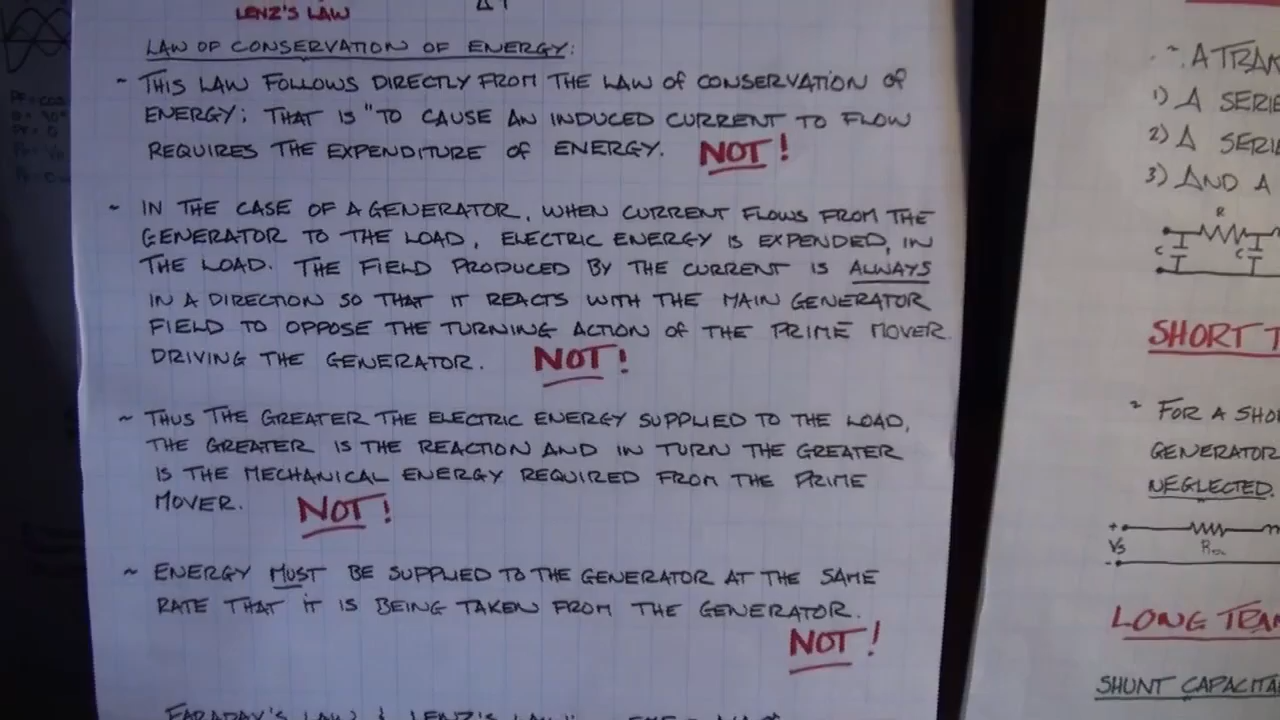 LENZ'S LAW
LAW OF CONSERVATION OF ENERGY:
~ THIS LAW FOLLOWS DIRECTLY FROM THE LAW OF CONSERVATION OF
ENERGY; THAT IS "TO CAUSE AN INDUCED CURRENT TO FLOW
REQUIRES THE EXPENDITURE OF ENERGY. NOT!
~ IN THE CASE OF A GENERATOR, WHEN CURRENT FLOWS FROM THE
GENERATOR TO THE LOAD, ELECTRIC ENERGY IS EXPENDED, IN
THE LOAD. THE FIELD PRODUCED BY THE CURRENT IS ALWAYS
IN A DIRECTION SO THAT IT REACTS WITH THE MAIN GENERATOR
FIELD TO OPPOSE THE TURNING ACTION OF THE PRIME MOVER
DRIVING THE GENERATOR. NOT!
~ THUS THE GREATER THE ELECTRIC ENERGY SUPPLIED TO THE LOAD,
THE GREATER IS THE REACTION AND IN TURN THE GREATER
IS THE MECHANICAL ENERGY REQUIRED FROM THE PRIME
MOVER. NOT!
~ ENERGY MUST BE SUPPLIED TO THE GENERATOR AT THE SAME
RATE THAT IT IS BEING TAKEN FROM THE GENERATOR.
NOT!
FARADAY'S LAW & LENZ'S LAW
~. A TRAN
1) A SERIE
2) A SERIE
3) AND A
R
C C
SHORT T
~ FOR A SHO
GENERATOR
NEGLECTED.
+
Vs
-
LONG TRAN
SHUNT CAPACITA